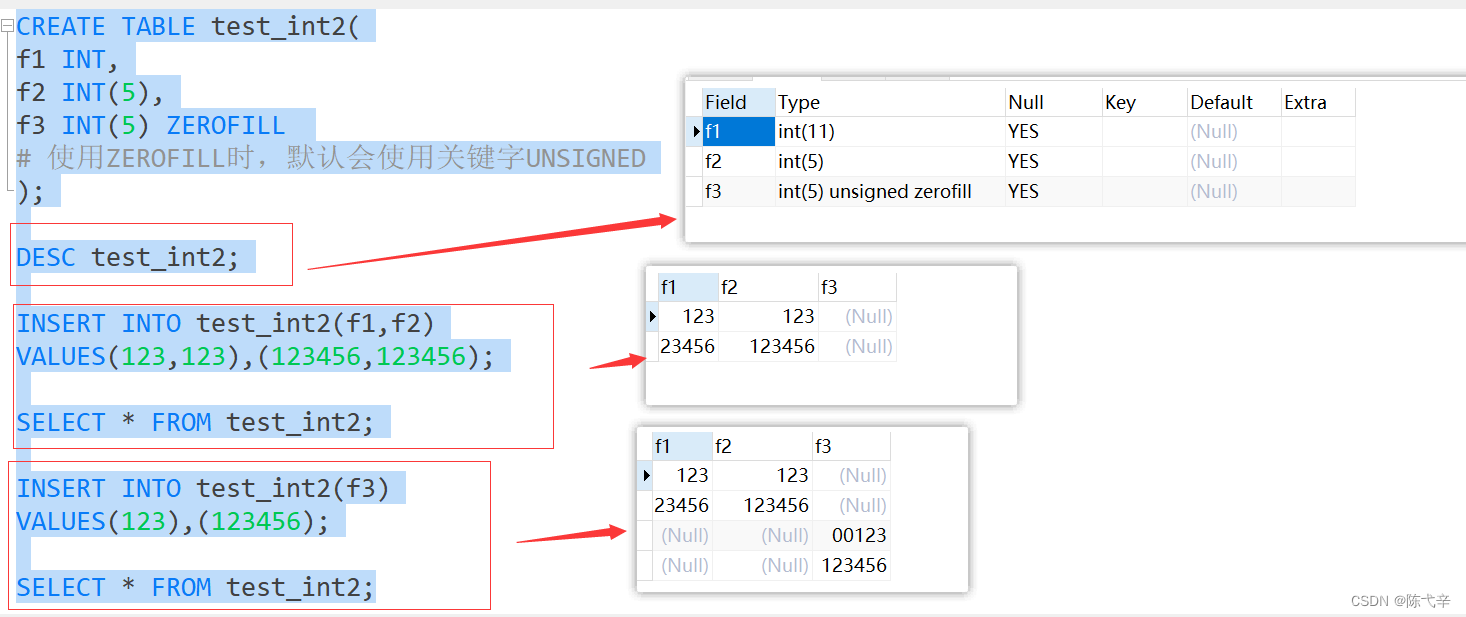 CREATE TABLE test_int2(
f1 INT,
f2 INT(5),
f3 INT(5) ZEROFILL
# 使用ZEROFILL时，默认会使用关键字UNSIGNED
);
DESC test_int2;
INSERT INTO test_int2(f1,f2)
VALUES(123,123),(123456,123456);
SELECT * FROM test_int2;
INSERT INTO test_int2(f3)
VALUES(123),(123456);
SELECT * FROM test_int2;
Field Type Null Key Default Extra
f1 int(11) YES (Null)
f2 int(5) YES (Null)
f3 int(5) unsigned zerofill YES (Null)
f1 f2 f3
123 123 (Null)
23456 123456 (Null)
f1 f2 f3
123 123 (Null)
23456 123456 (Null)
(Null) (Null) 00123
(Null) (Null) 123456
CSDN @陈弋辛